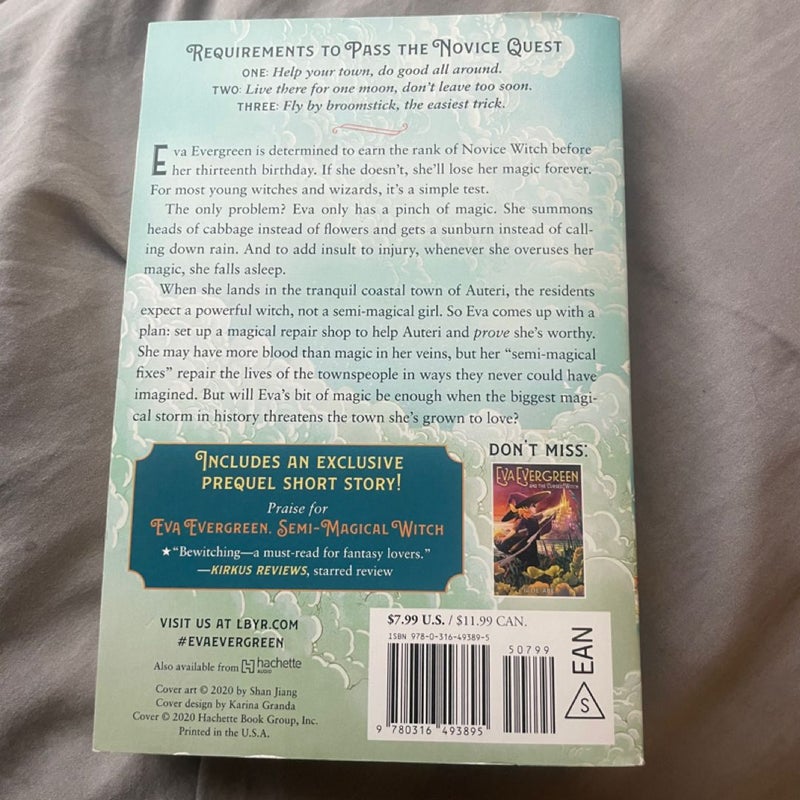 REQUIREMENTS TO PASS THE NOVICE QUEST
ONE: Help your town, do good all around.
TWO: Live there for one moon, don't leave too soon.
THREE: Fly by broomstick, the easiest trick.
Eva Evergreen is determined to earn the rank of Novice Witch before
her thirteenth birthday. If she doesn't, she'll lose her magic forever.
For most young witches and wizards, it's a simple test.
The only problem? Eva only has a pinch of magic. She summons
heads of cabbage instead of flowers and gets a sunburn instead of call-
ing down rain. And to add insult to injury, whenever she overuses her
magic, she falls asleep.
When she lands in the tranquil coastal town of Auteri, the residents
expect a powerful witch, not a semi-magical girl. So Eva comes up with a
plan: set up a magical repair shop to help Auteri and prove she's worthy.
She may have more blood than magic in her veins, but her “semi-magical
fixes” repair the lives of the townspeople in ways they never could have
imagined. But will Eva's bit of magic be enough when the biggest magi-
cal storm in history threatens the town she's grown to love?
INCLUDES AN EXCLUSIVE
PREQUEL SHORT STORY!
Praise for
EVA EVERGREEN, SEMI-MAGICAL WITCH
★“Bewitching—a must-read for fantasy lovers.”
—KIRKUS REVIEWS, starred review
DON'T MISS:
EVA EVERGREEN
AND THE CURSED WITCH
VISIT US AT LBYR.COM
#EVAEVERGREEN
Also available from hachette
AUDIO
Cover art © 2020 by Shan Jiang
Cover design by Karina Granda
Cover © 2020 Hachette Book Group, Inc.
Printed in the U.S.A.
$7.99 U.S. / $11.99 CAN.
ISBN 978-0-316-49389-5
50799
9 780316 493895
S
EAN